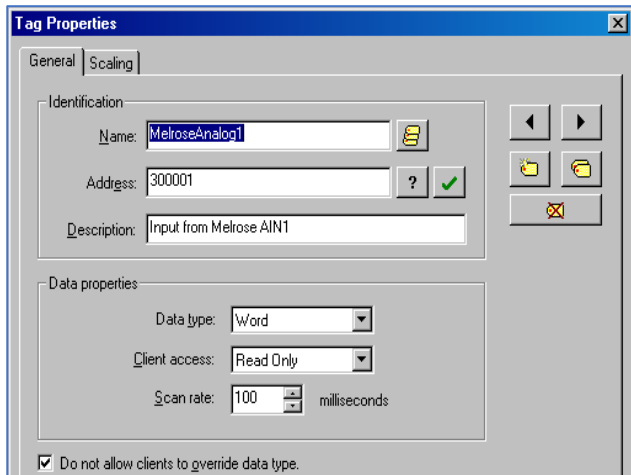 Tag Properties
General
Scaling
Identification
Name: MelroseAnalog1
Address: 300001 ?
Description: Input from Melrose AIN1
Data properties
Data type: Word
Client access: Read Only
Scan rate: 100 milliseconds
Do not allow clients to override data type.